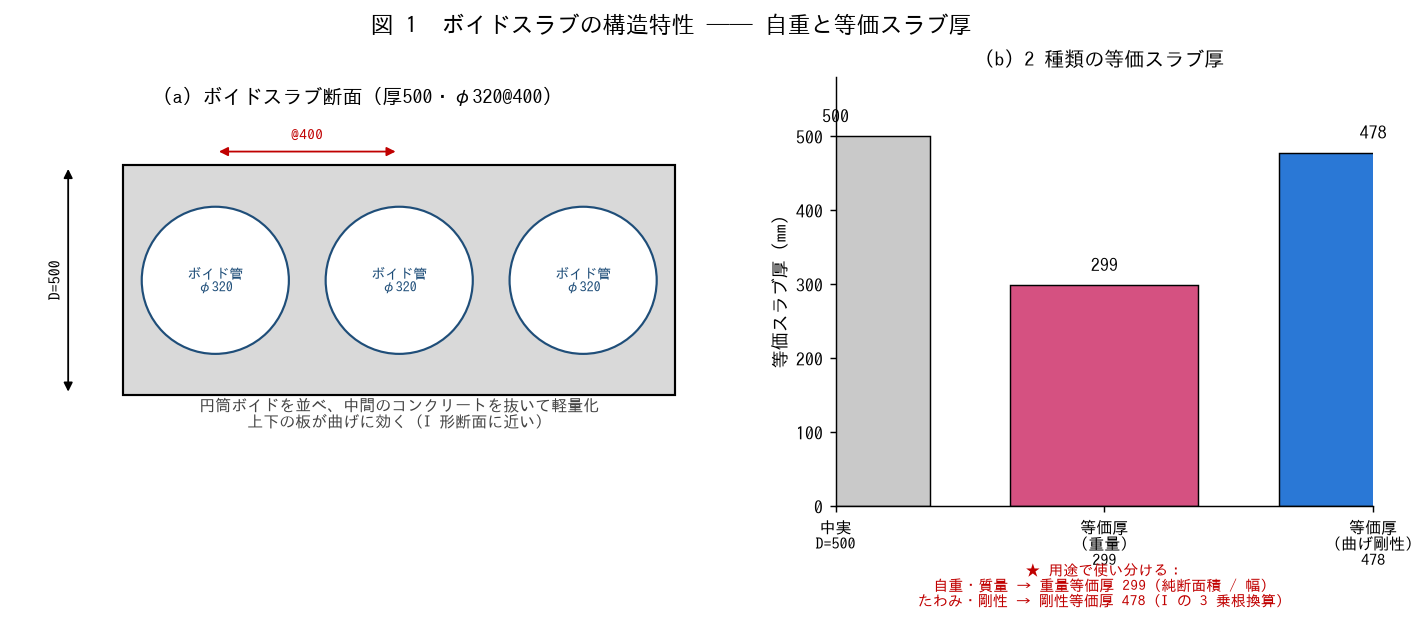 図 1　ボイドスラブの構造特性 —— 自重と等価スラブ厚
(a) ボイドスラブ断面 (厚500・φ320@400)
@400
D=500
ボイド管
φ320
ボイド管
φ320
ボイド管
φ320
円筒ボイドを並べ、中間のコンクリートを抜いて軽量化
上下の板が曲げに効く (I 形断面に近い)
(b) 2 種類の等価スラブ厚
等価スラブ厚 (mm)
500
400
300
200
100
0
500
299
478
中実
D=500
等価厚
(重量)
299
等価厚
(曲げ剛性)
478
★ 用途で使い分ける：
自重・質量 → 重量等価厚 299 (純断面積 / 幅)
たわみ・剛性 → 剛性等価厚 478 (I の 3 乗根換算)